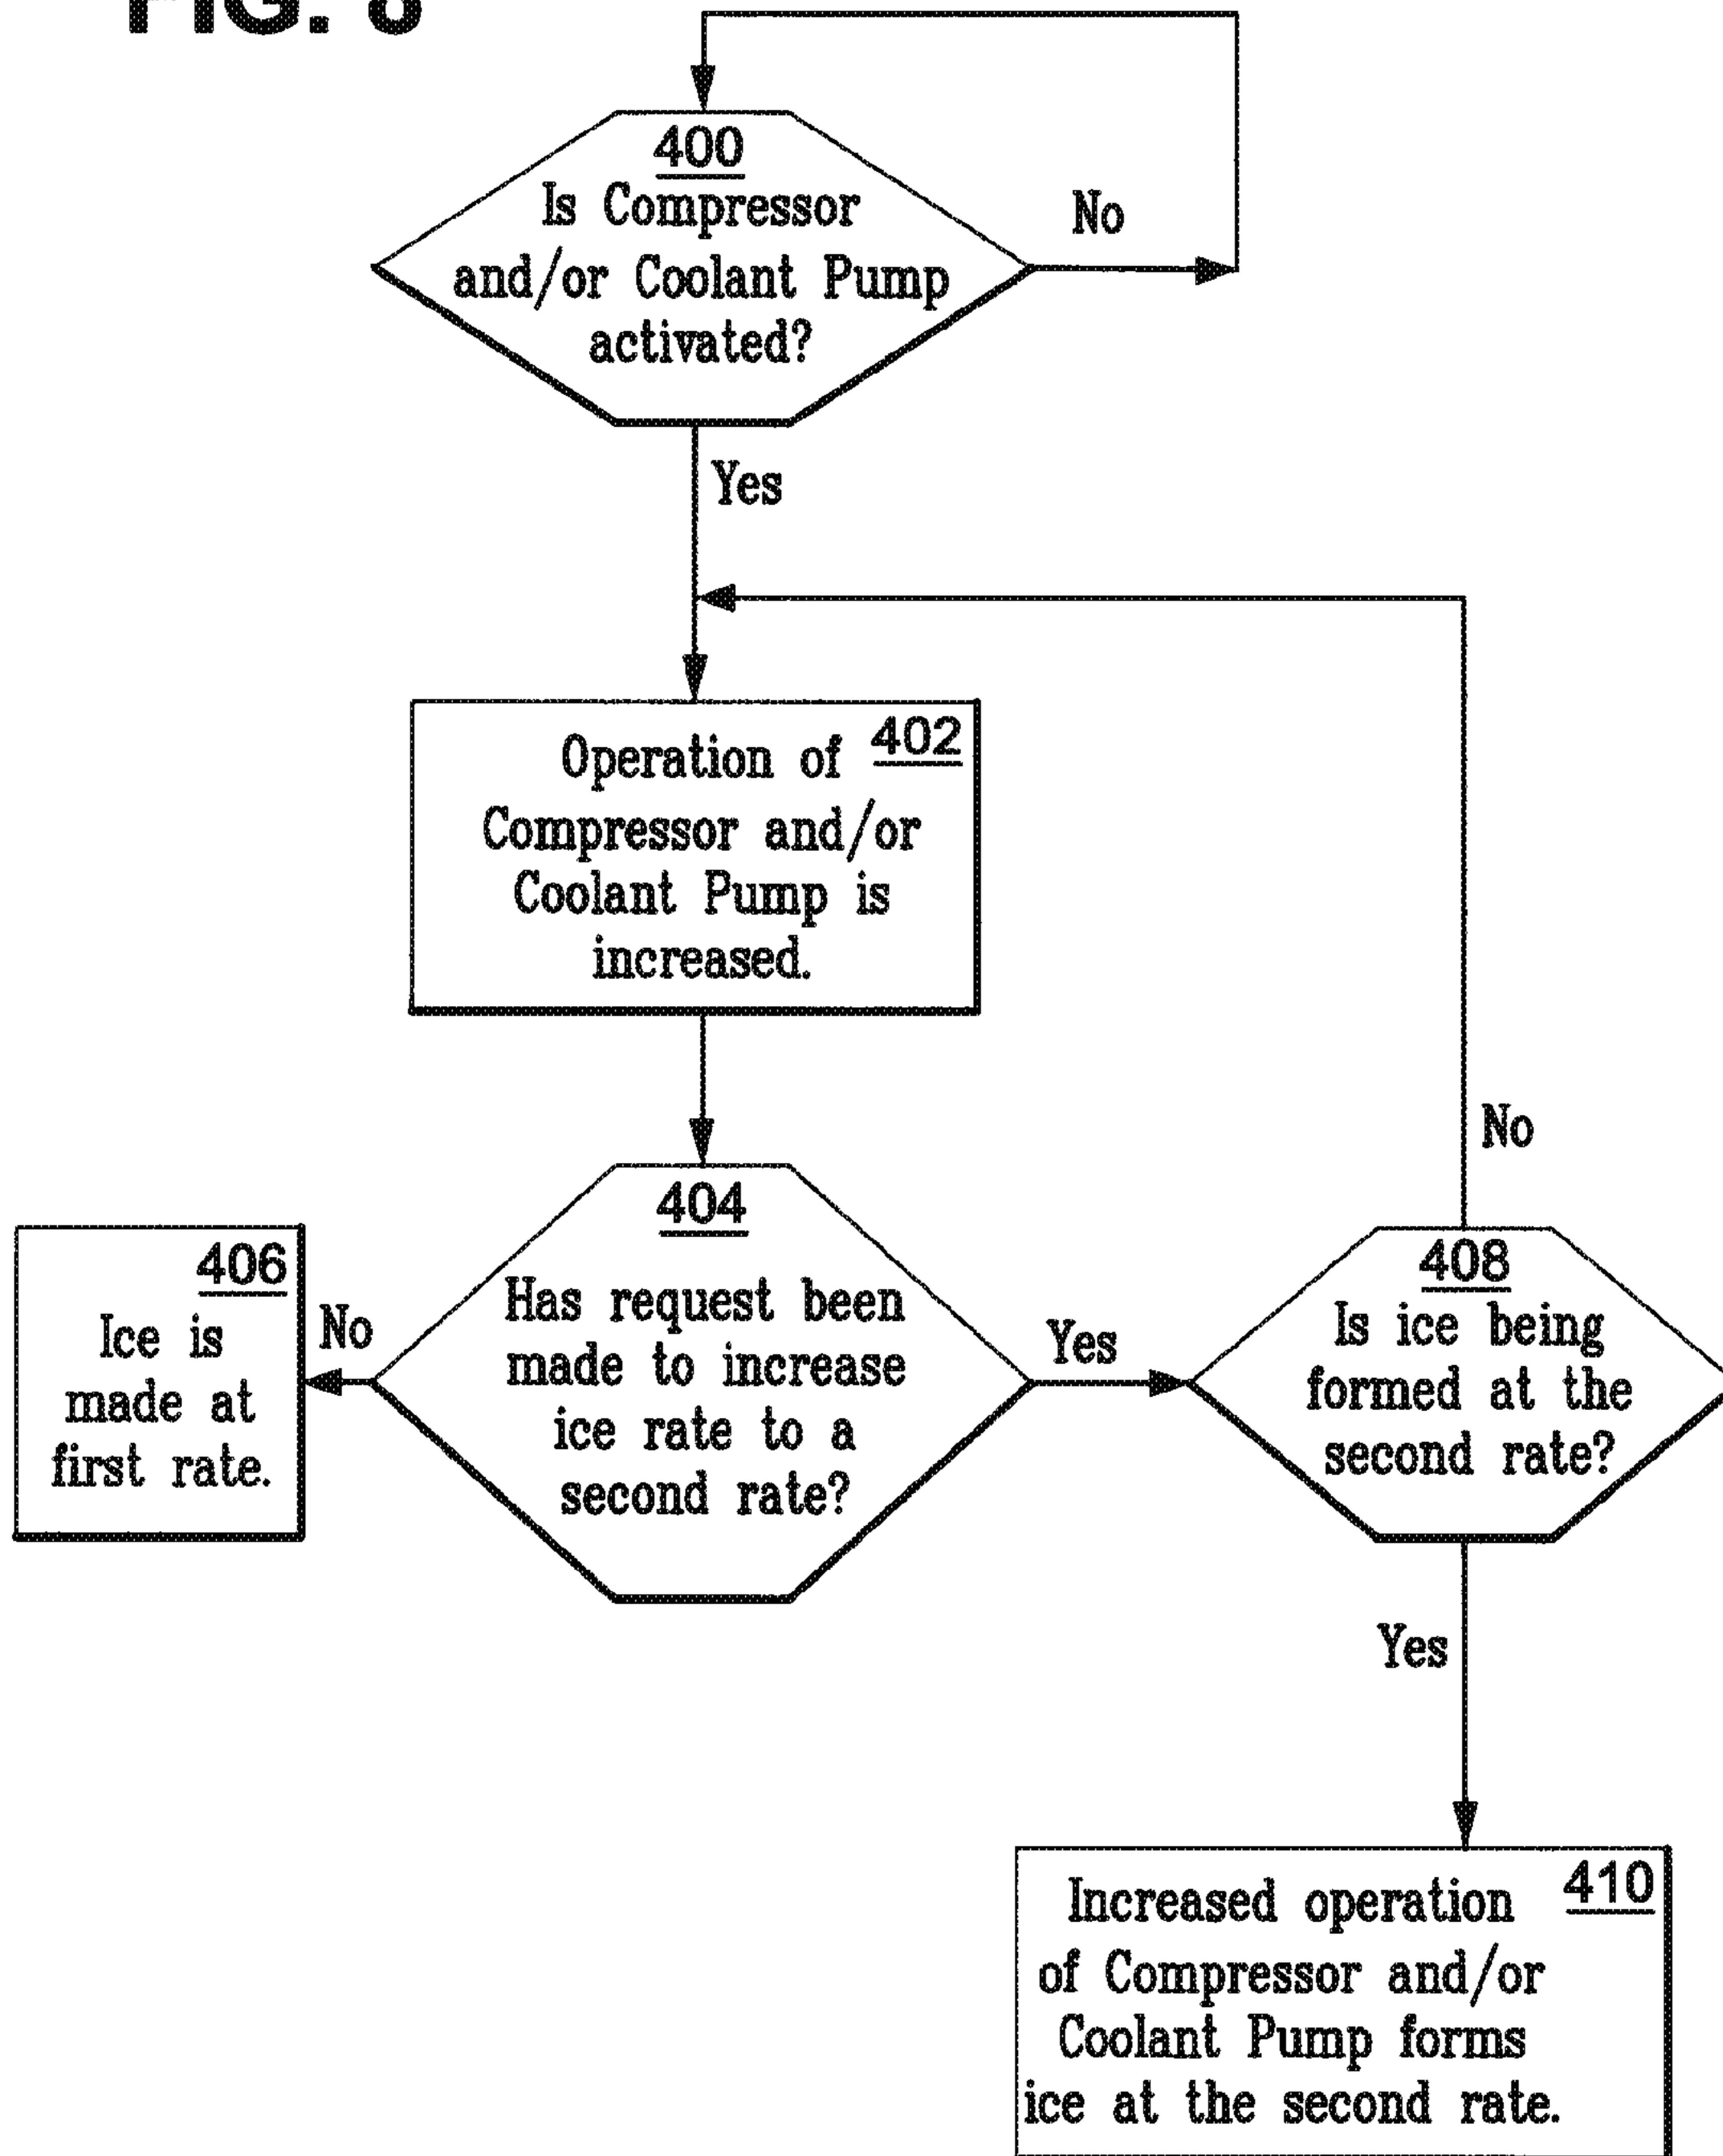 FIG. 8
400
Is Compressor
and/or Coolant Pump
activated?
No
Yes
402
Operation of
Compressor and/or
Coolant Pump is
increased.
404
Has request been
made to increase
ice rate to a
second rate?
No
406
Ice is
made at
first rate.
Yes
408
Is ice being
formed at the
second rate?
No
Yes
410
Increased operation
of Compressor and/or
Coolant Pump forms
ice at the second rate.